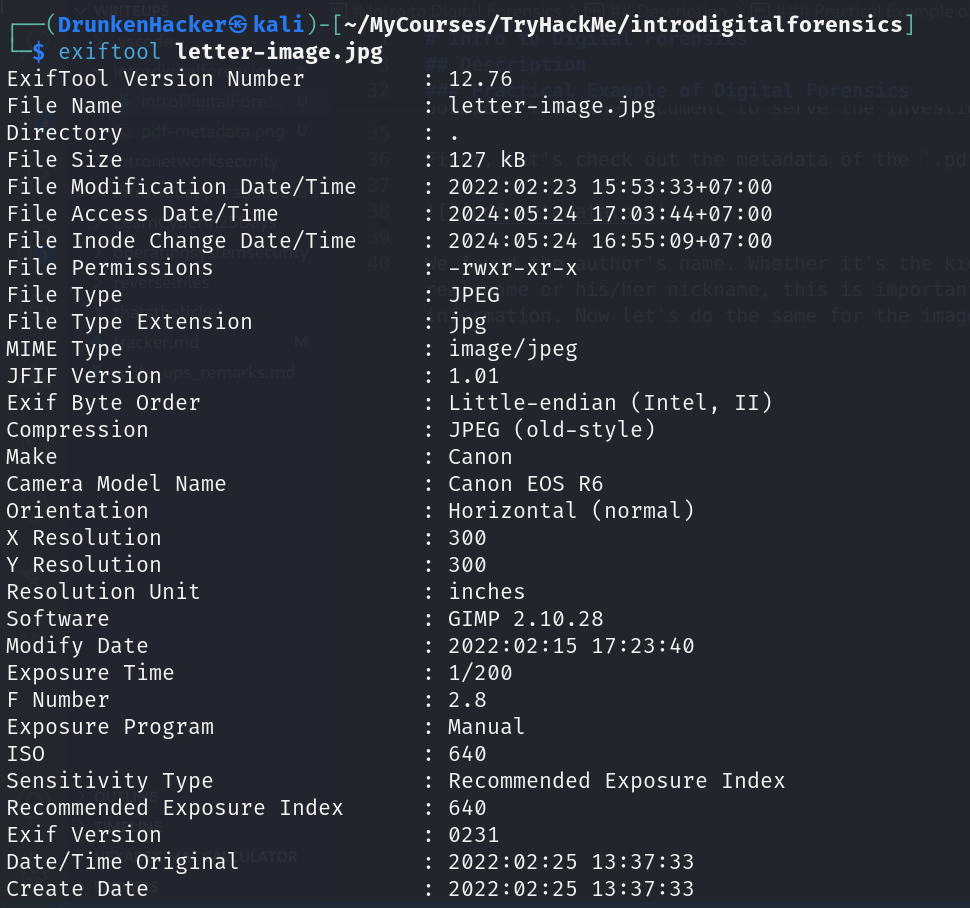 ┌──(DrunkenHacker㉿kali)-[~/MyCourses/TryHackMe/introdigitalforensics]
└─$ exiftool letter-image.jpg
ExifTool Version Number : 12.76
File Name : letter-image.jpg
Directory : .
File Size : 127 kB
File Modification Date/Time : 2022:02:23 15:53:33+07:00
File Access Date/Time : 2024:05:24 17:03:44+07:00
File Inode Change Date/Time : 2024:05:24 16:55:09+07:00
File Permissions : -rwxr-xr-x
File Type : JPEG
File Type Extension : jpg
MIME Type : image/jpeg
JFIF Version : 1.01
Exif Byte Order : Little-endian (Intel, II)
Compression : JPEG (old-style)
Make : Canon
Camera Model Name : Canon EOS R6
Orientation : Horizontal (normal)
X Resolution : 300
Y Resolution : 300
Resolution Unit : inches
Software : GIMP 2.10.28
Modify Date : 2022:02:15 17:23:40
Exposure Time : 1/200
F Number : 2.8
Exposure Program : Manual
ISO : 640
Sensitivity Type : Recommended Exposure Index
Recommended Exposure Index : 640
Exif Version : 0231
Date/Time Original : 2022:02:25 13:37:33
Create Date : 2022:02:25 13:37:33